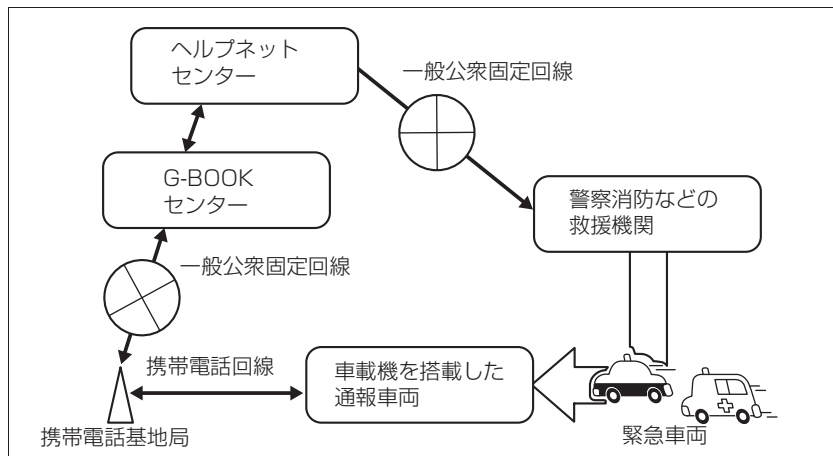 ヘルプネット
センター
一般公衆固定回線
G-BOOK
センター
警察消防などの
救援機関
一般公衆固定回線
携帯電話回線
車載機を搭載した
通報車両
携帯電話基地局
緊急車両